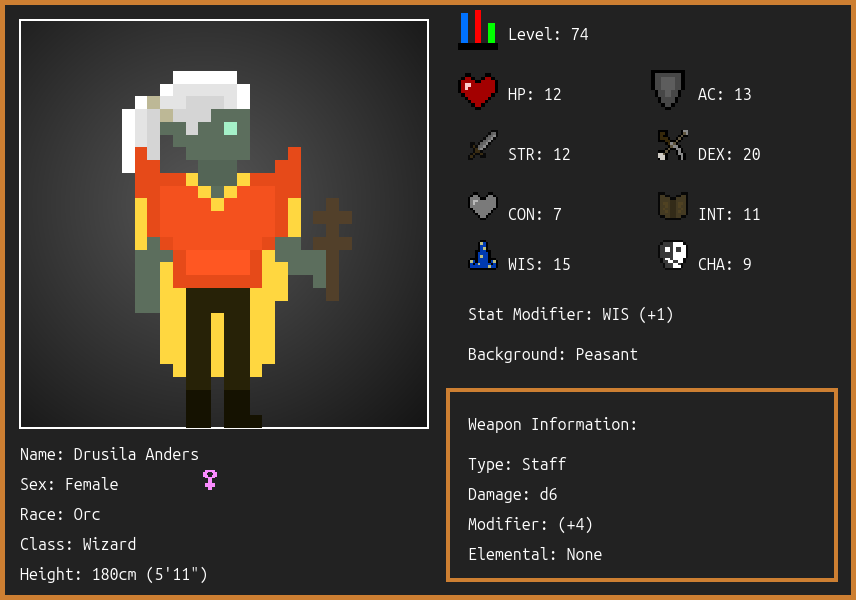 Level: 74
HP: 12
AC: 13
STR: 12
DEX: 20
CON: 7
INT: 11
WIS: 15
CHA: 9
Stat Modifier: WIS (+1)
Background: Peasant
Weapon Information:
Type: Staff
Damage: d6
Modifier: (+4)
Elemental: None
Name: Drusila Anders
Sex: Female
Race: Orc
Class: Wizard
Height: 180cm (5'11")